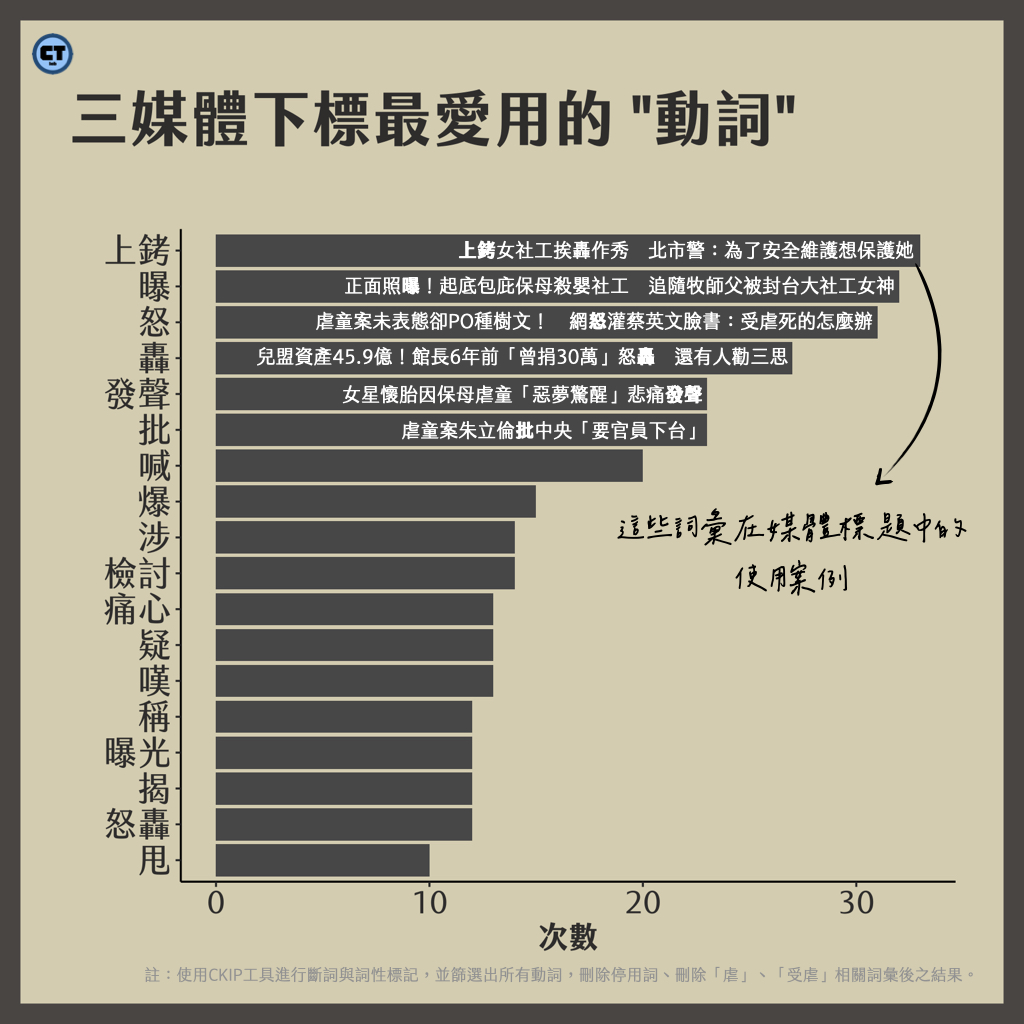 CT
三媒體下標最愛用的 "動詞"
上銬
上銬女社工挨轟作秀　北市警：為了安全維護想保護她
曝
正面照曝！起底包庇保母殺嬰社工　追隨牧師父被封台大社工女神
怒
虐童案未表態卻PO種樹文！　網怒灌蔡英文臉書：受虐死的怎麼辦
轟
兒盟資產45.9億！館長6年前「曾捐30萬」怒轟　還有人勸三思
發聲
女星懷胎因保母虐童「惡夢驚醒」悲痛發聲
批
虐童案朱立倫批中央「要官員下台」
喊
爆
涉
檢討
痛心
疑
嘆
稱
曝光
揭
怒轟
甩
這些詞彙在媒體標題中的
使用案例
0 10 20 30
次數
註：使用CKIP工具進行斷詞與詞性標記，並篩選出所有動詞，刪除停用詞、刪除「虐」、「受虐」相關詞彙後之結果。